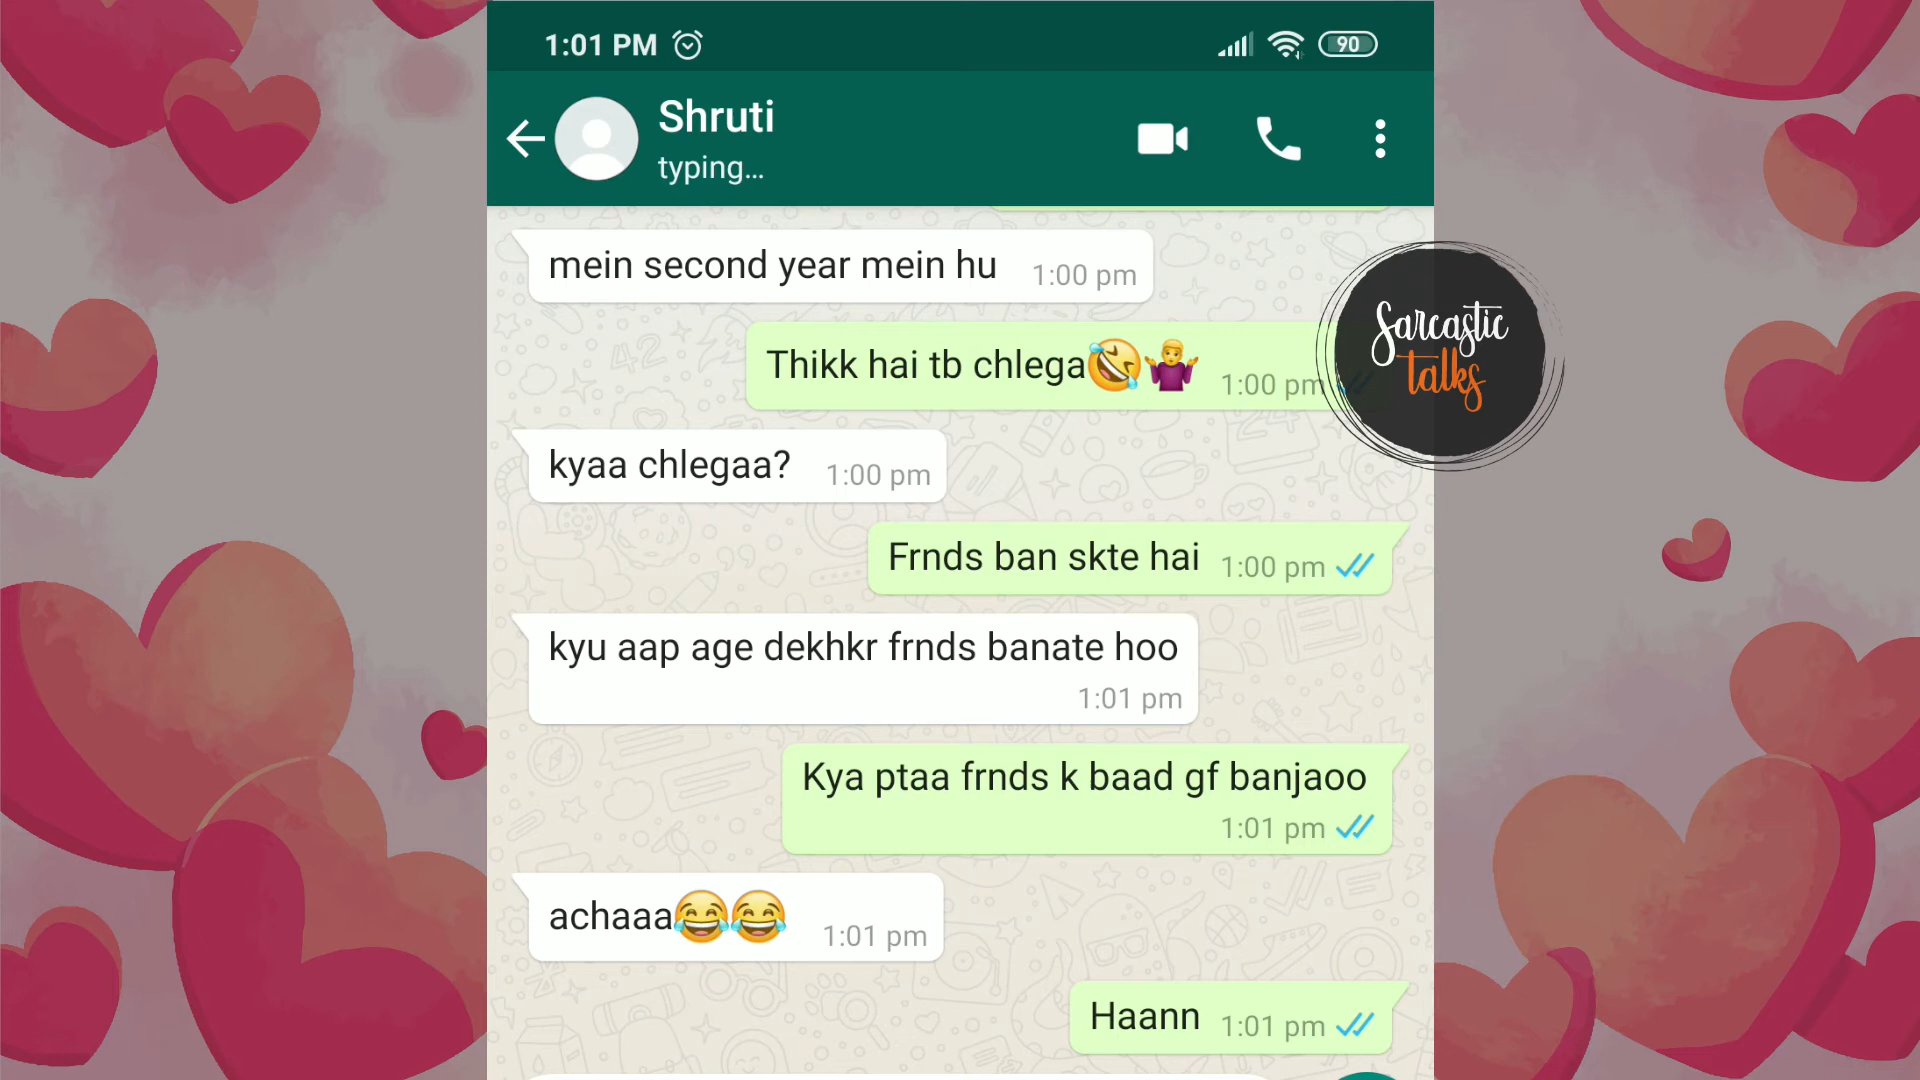 1:01 PM
90
Shruti
typing...
mein second year mein hu 1:00 pm
Thikk hai tb chlega🤣🤷‍♂️ 1:00 pm
Sarcastic
talks
kyaa chlegaa? 1:00 pm
Frnds ban skte hai 1:00 pm
kyu aap age dekhkr frnds banate hoo
1:01 pm
Kya ptaa frnds k baad gf banjaoo
1:01 pm
achaaa😂😂 1:01 pm
Haann 1:01 pm